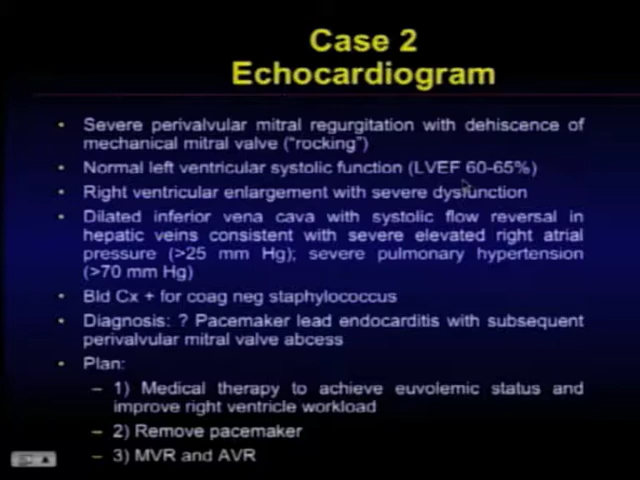 Case 2
Echocardiogram
• Severe perivalvular mitral regurgitation with dehiscence of
mechanical mitral valve ("rocking")
• Normal left ventricular systolic function (LVEF 60-65%)
• Right ventricular enlargement with severe dysfunction
• Dilated inferior vena cava with systolic flow reversal in
hepatic veins consistent with severe elevated right atrial
pressure (>25 mm Hg); severe pulmonary hypertension
(>70 mm Hg)
• Bld Cx + for coag neg staphylococcus
• Diagnosis: ? Pacemaker lead endocarditis with subsequent
perivalvular mitral valve abcess
• Plan:
– 1) Medical therapy to achieve euvolemic status and
improve right ventricle workload
– 2) Remove pacemaker
– 3) MVR and AVR